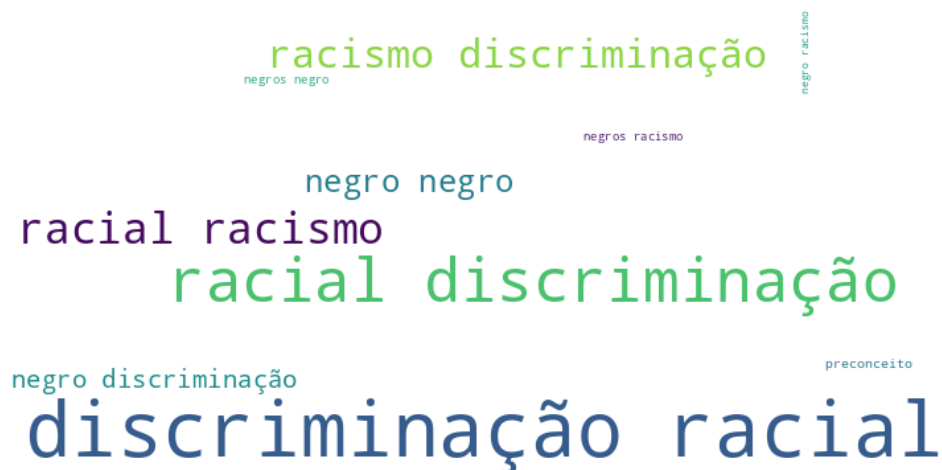 racismo discriminação
negro racismo
negros negro
negros racismo
negro negro
racial racismo
racial discriminação
preconceito
negro discriminação
discriminação racial